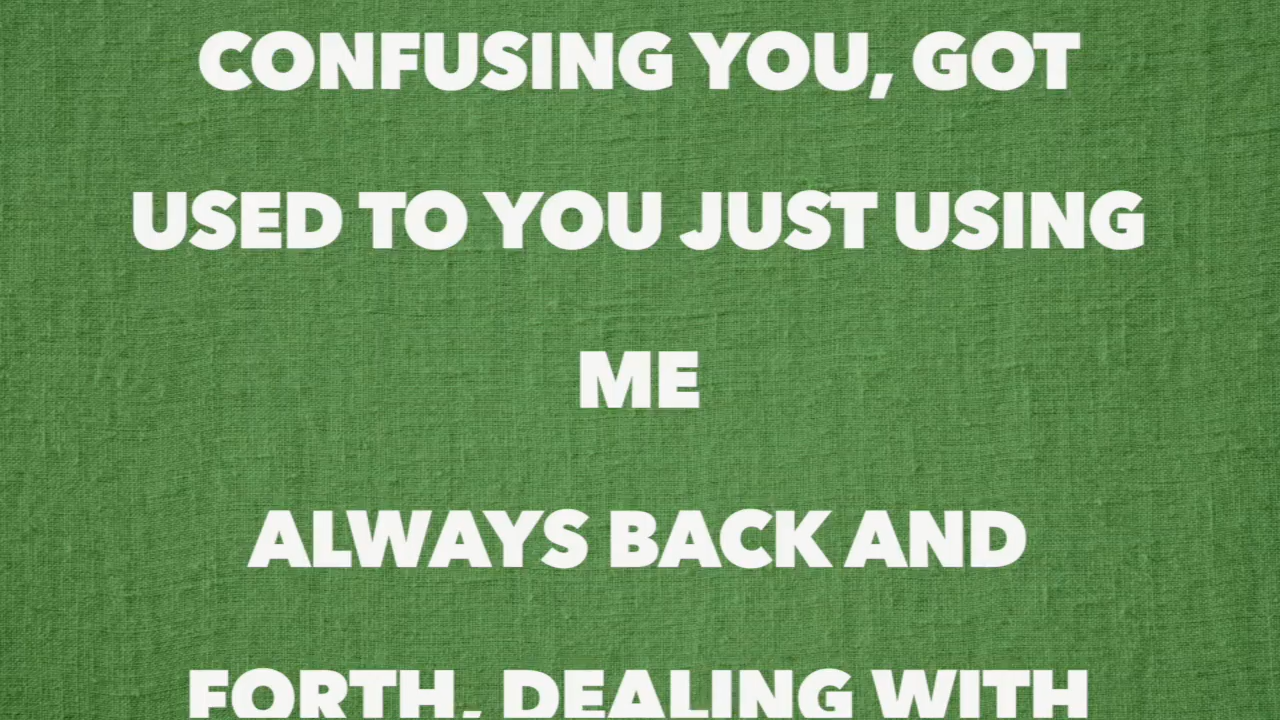 CONFUSING YOU, GOT
USED TO YOU JUST USING
ME
ALWAYS BACK AND
FORTH, DEALING WITH